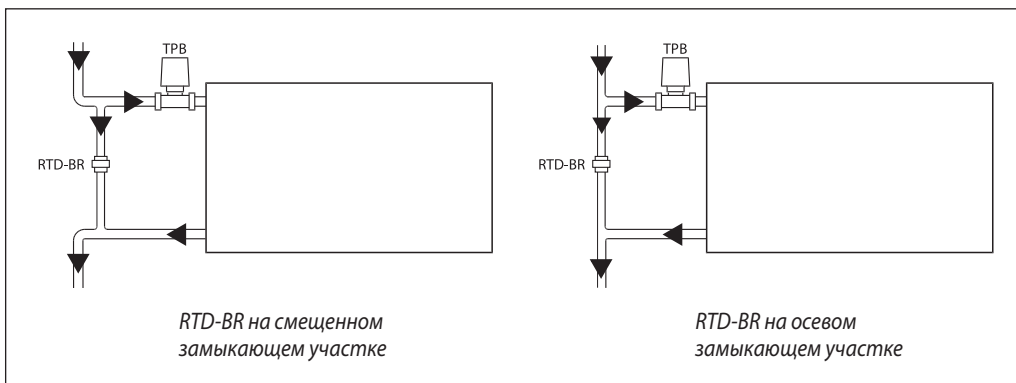 ТРВ
RTD-BR
RTD-BR на смещенном
замыкающем участке
ТРВ
RTD-BR
RTD-BR на осевом
замыкающем участке